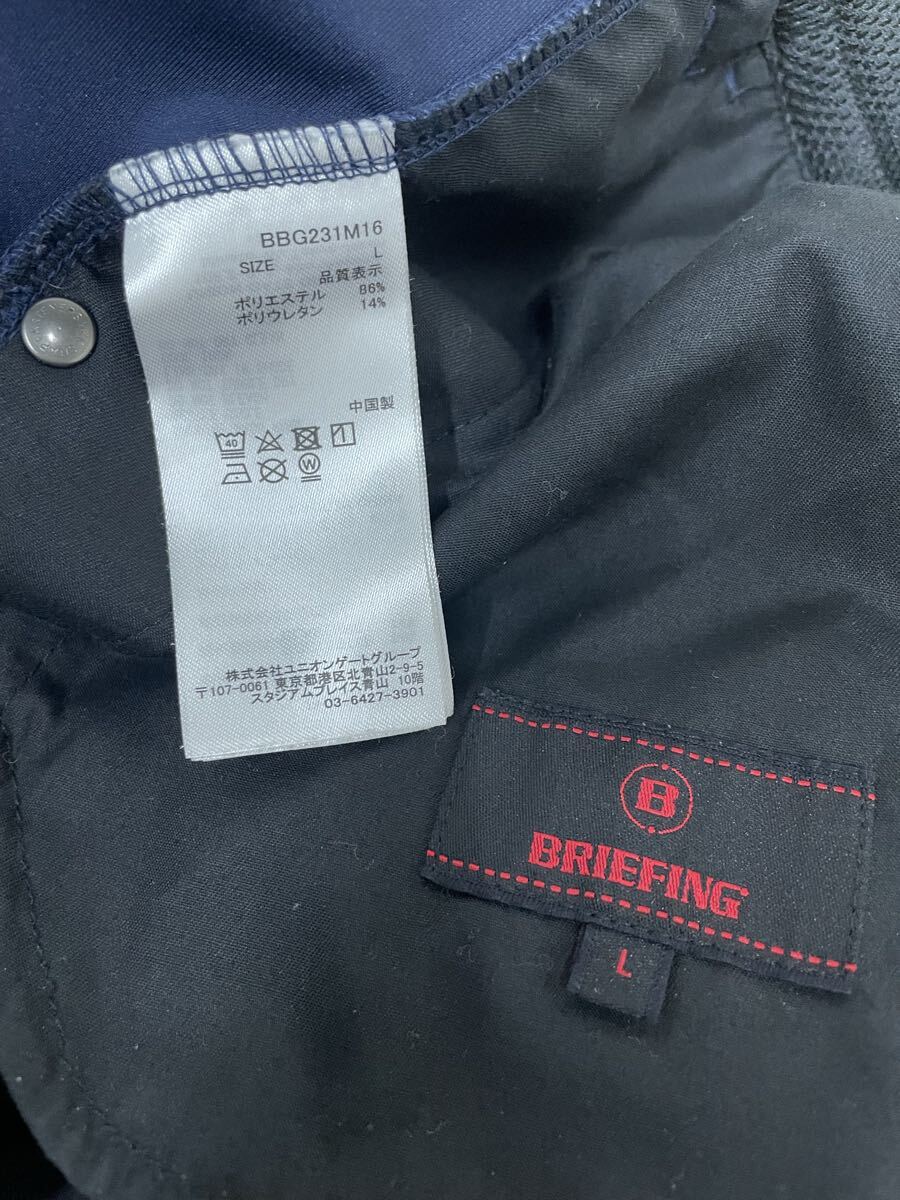 BBG231M16
SIZE L
品質表示
ポリエステル 86%
ポリウレタン 14%
中国製
40
W
株式会社ユニオンゲートグループ
〒107-0061 東京都港区北青山2-9-5
スタジアムプレイス青山 10階
03-6427-3901
B
BRIEFING
L